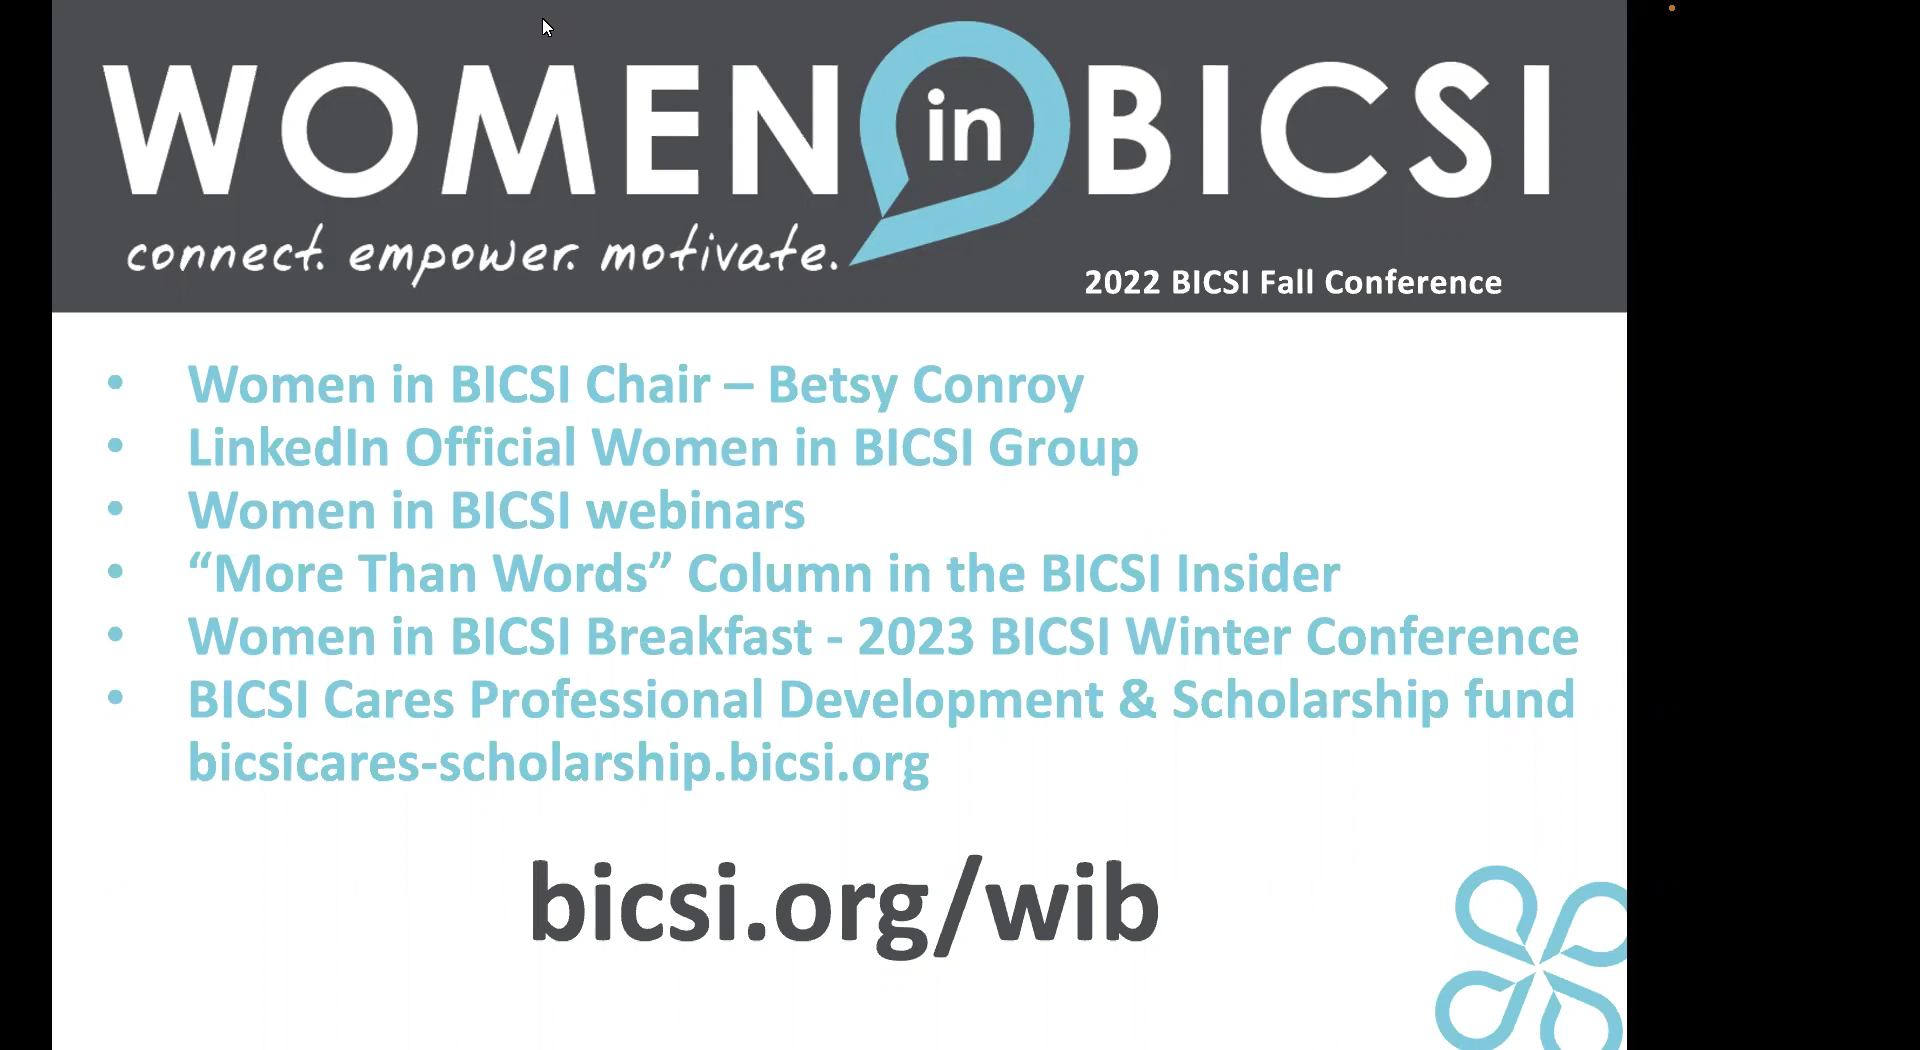 WOMEN in BICSI
connect. empower. motivate.
2022 BICSI Fall Conference
• Women in BICSI Chair – Betsy Conroy
• LinkedIn Official Women in BICSI Group
• Women in BICSI webinars
• “More Than Words” Column in the BICSI Insider
• Women in BICSI Breakfast - 2023 BICSI Winter Conference
• BICSI Cares Professional Development & Scholarship fund
bicsicares-scholarship.bicsi.org
bicsi.org/wib